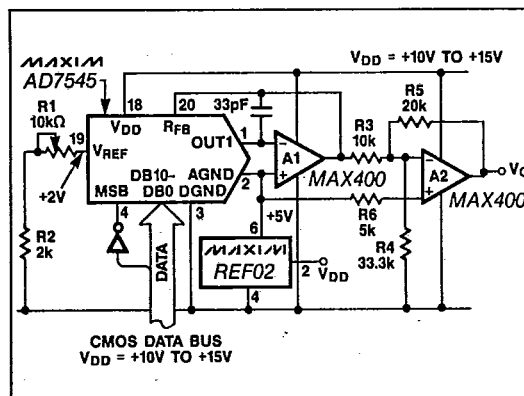 MAXIM
AD7545
VDD = +10V TO +15V
R1
10kΩ
18
20
33pF
R5
20k
19
VDD
RFB
1
OUT1
R3
10k
VREF
A1
A2
VO
DB10-
DB0
AGND
2
MAX400
MAX400
+2V
MSB
DGND
+5V
R6
5k
4
3
R2
2k
DATA
6
MAXIM
REF02
2
VDD
R4
33.3k
4
CMOS DATA BUS
VDD = +10V TO +15V